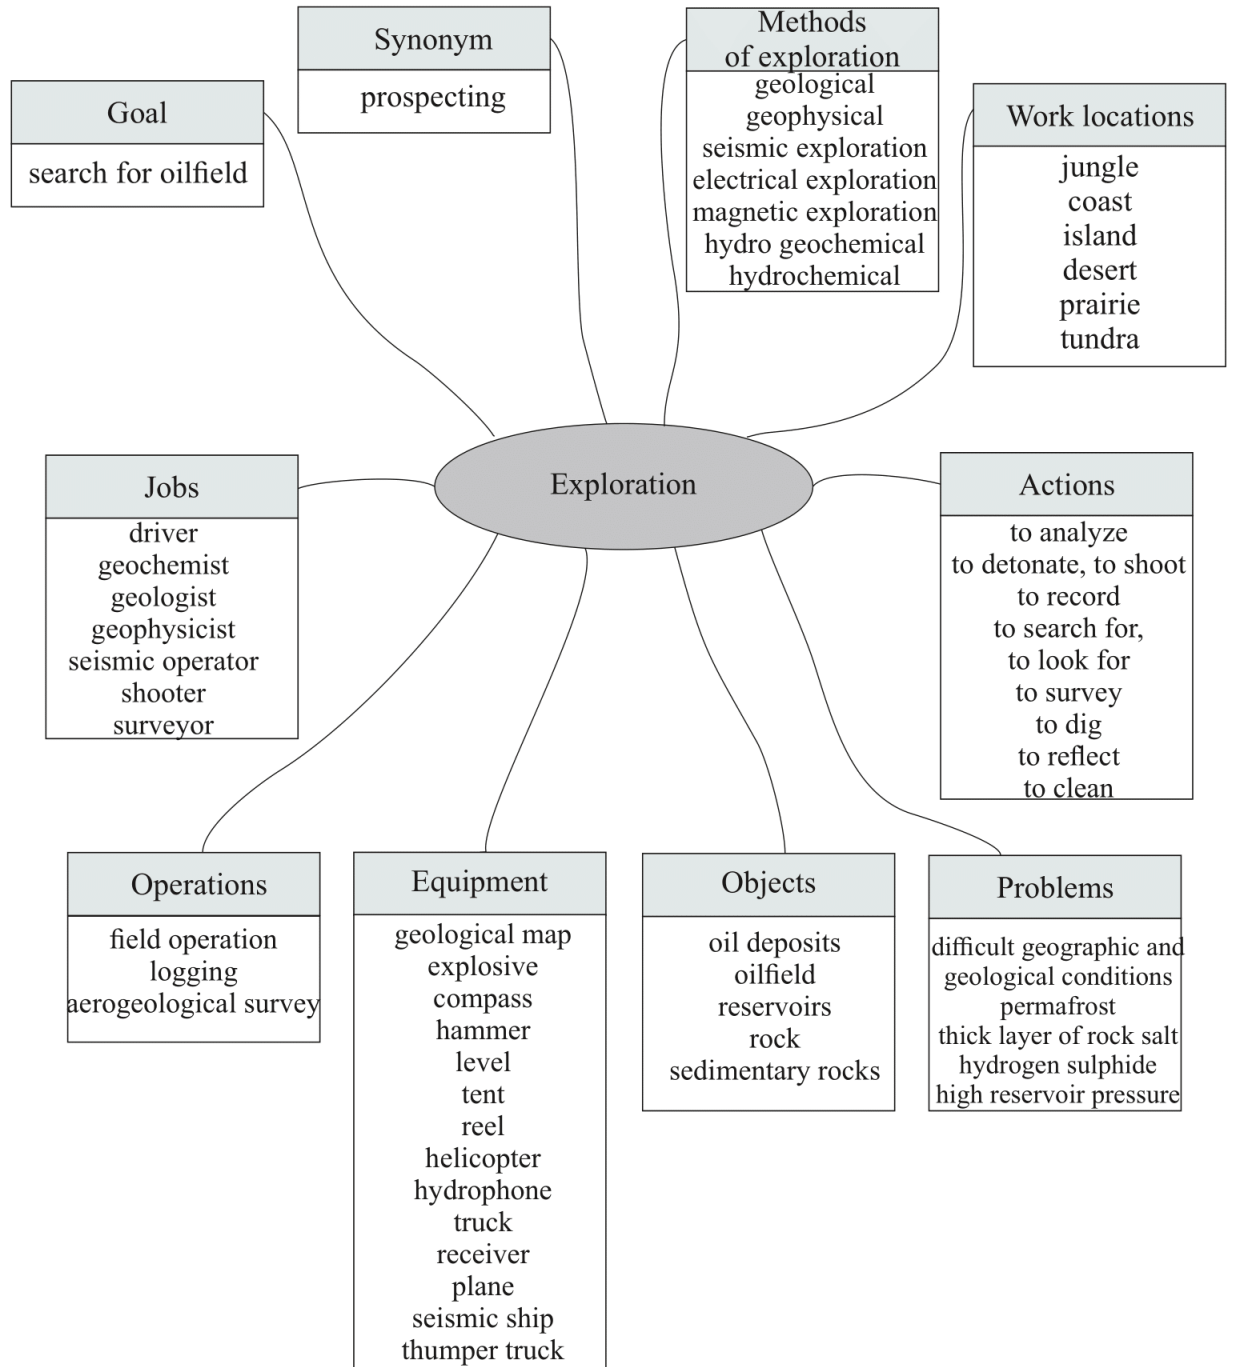 Synonym
prospecting
Methods
of exploration
geological
geophysical
seismic exploration
electrical exploration
magnetic exploration
hydro geochemical
hydrochemical
Goal
search for oilfield
Work locations
jungle
coast
island
desert
prairie
tundra
Exploration
Jobs
driver
geochemist
geologist
geophysicist
seismic operator
shooter
surveyor
Actions
to analyze
to detonate, to shoot
to record
to search for,
to look for
to survey
to dig
to reflect
to clean
Operations
field operation
logging
aerogeological survey
Equipment
geological map
explosive
compass
hammer
level
tent
reel
helicopter
hydrophone
truck
receiver
plane
seismic ship
thumper truck
Objects
oil deposits
oilfield
reservoirs
rock
sedimentary rocks
Problems
difficult geographic and
geological conditions
permafrost
thick layer of rock salt
hydrogen sulphide
high reservoir pressure